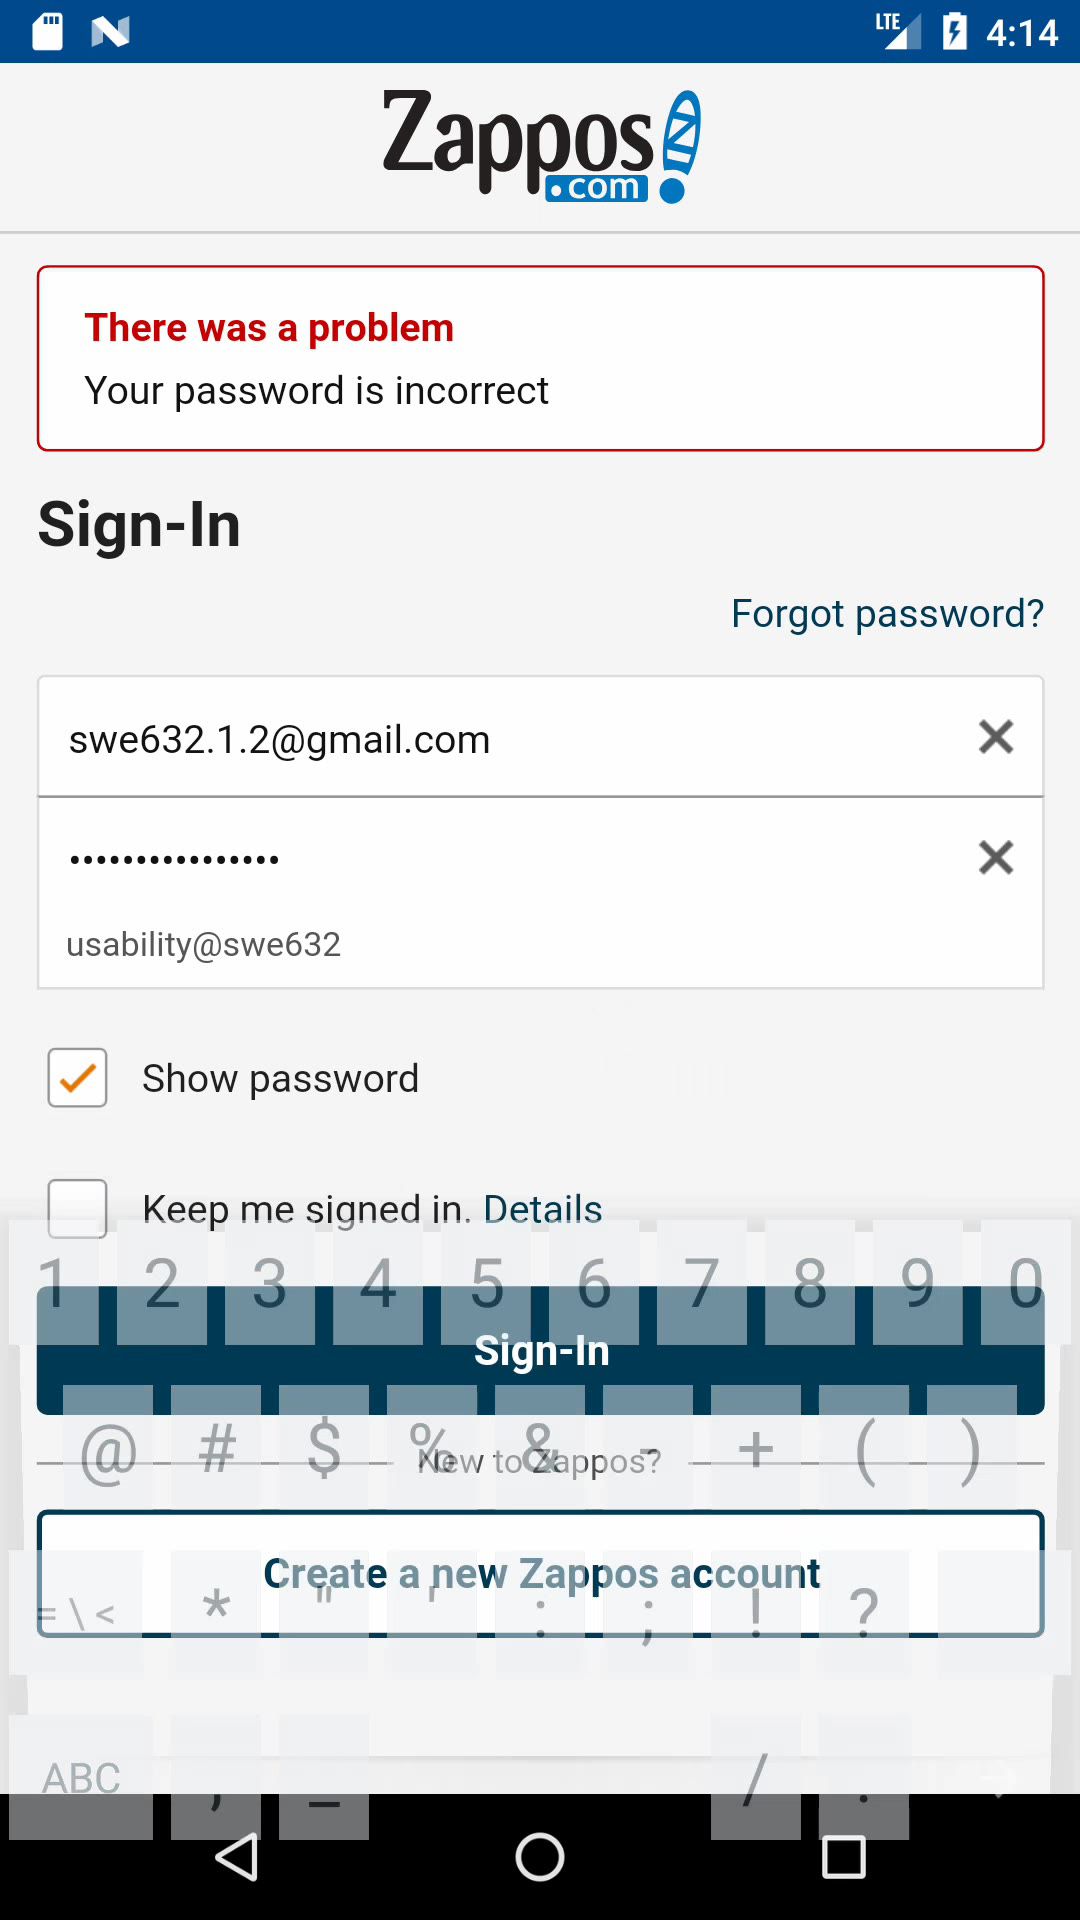 LTE 4:14
Zappos
.com
There was a problem
Your password is incorrect
Sign-In
Forgot password?
swe632.1.2@gmail.com
••••••••••••••••
usability@swe632
Show password
Keep me signed in. Details
1 2 3 4 5 6 7 8 9 0
Sign-In
@ # $ % & - + ( )
New to Zappos?
Create a new Zappos account
= \ < * " ' : ; ! ?
ABC , _ / .